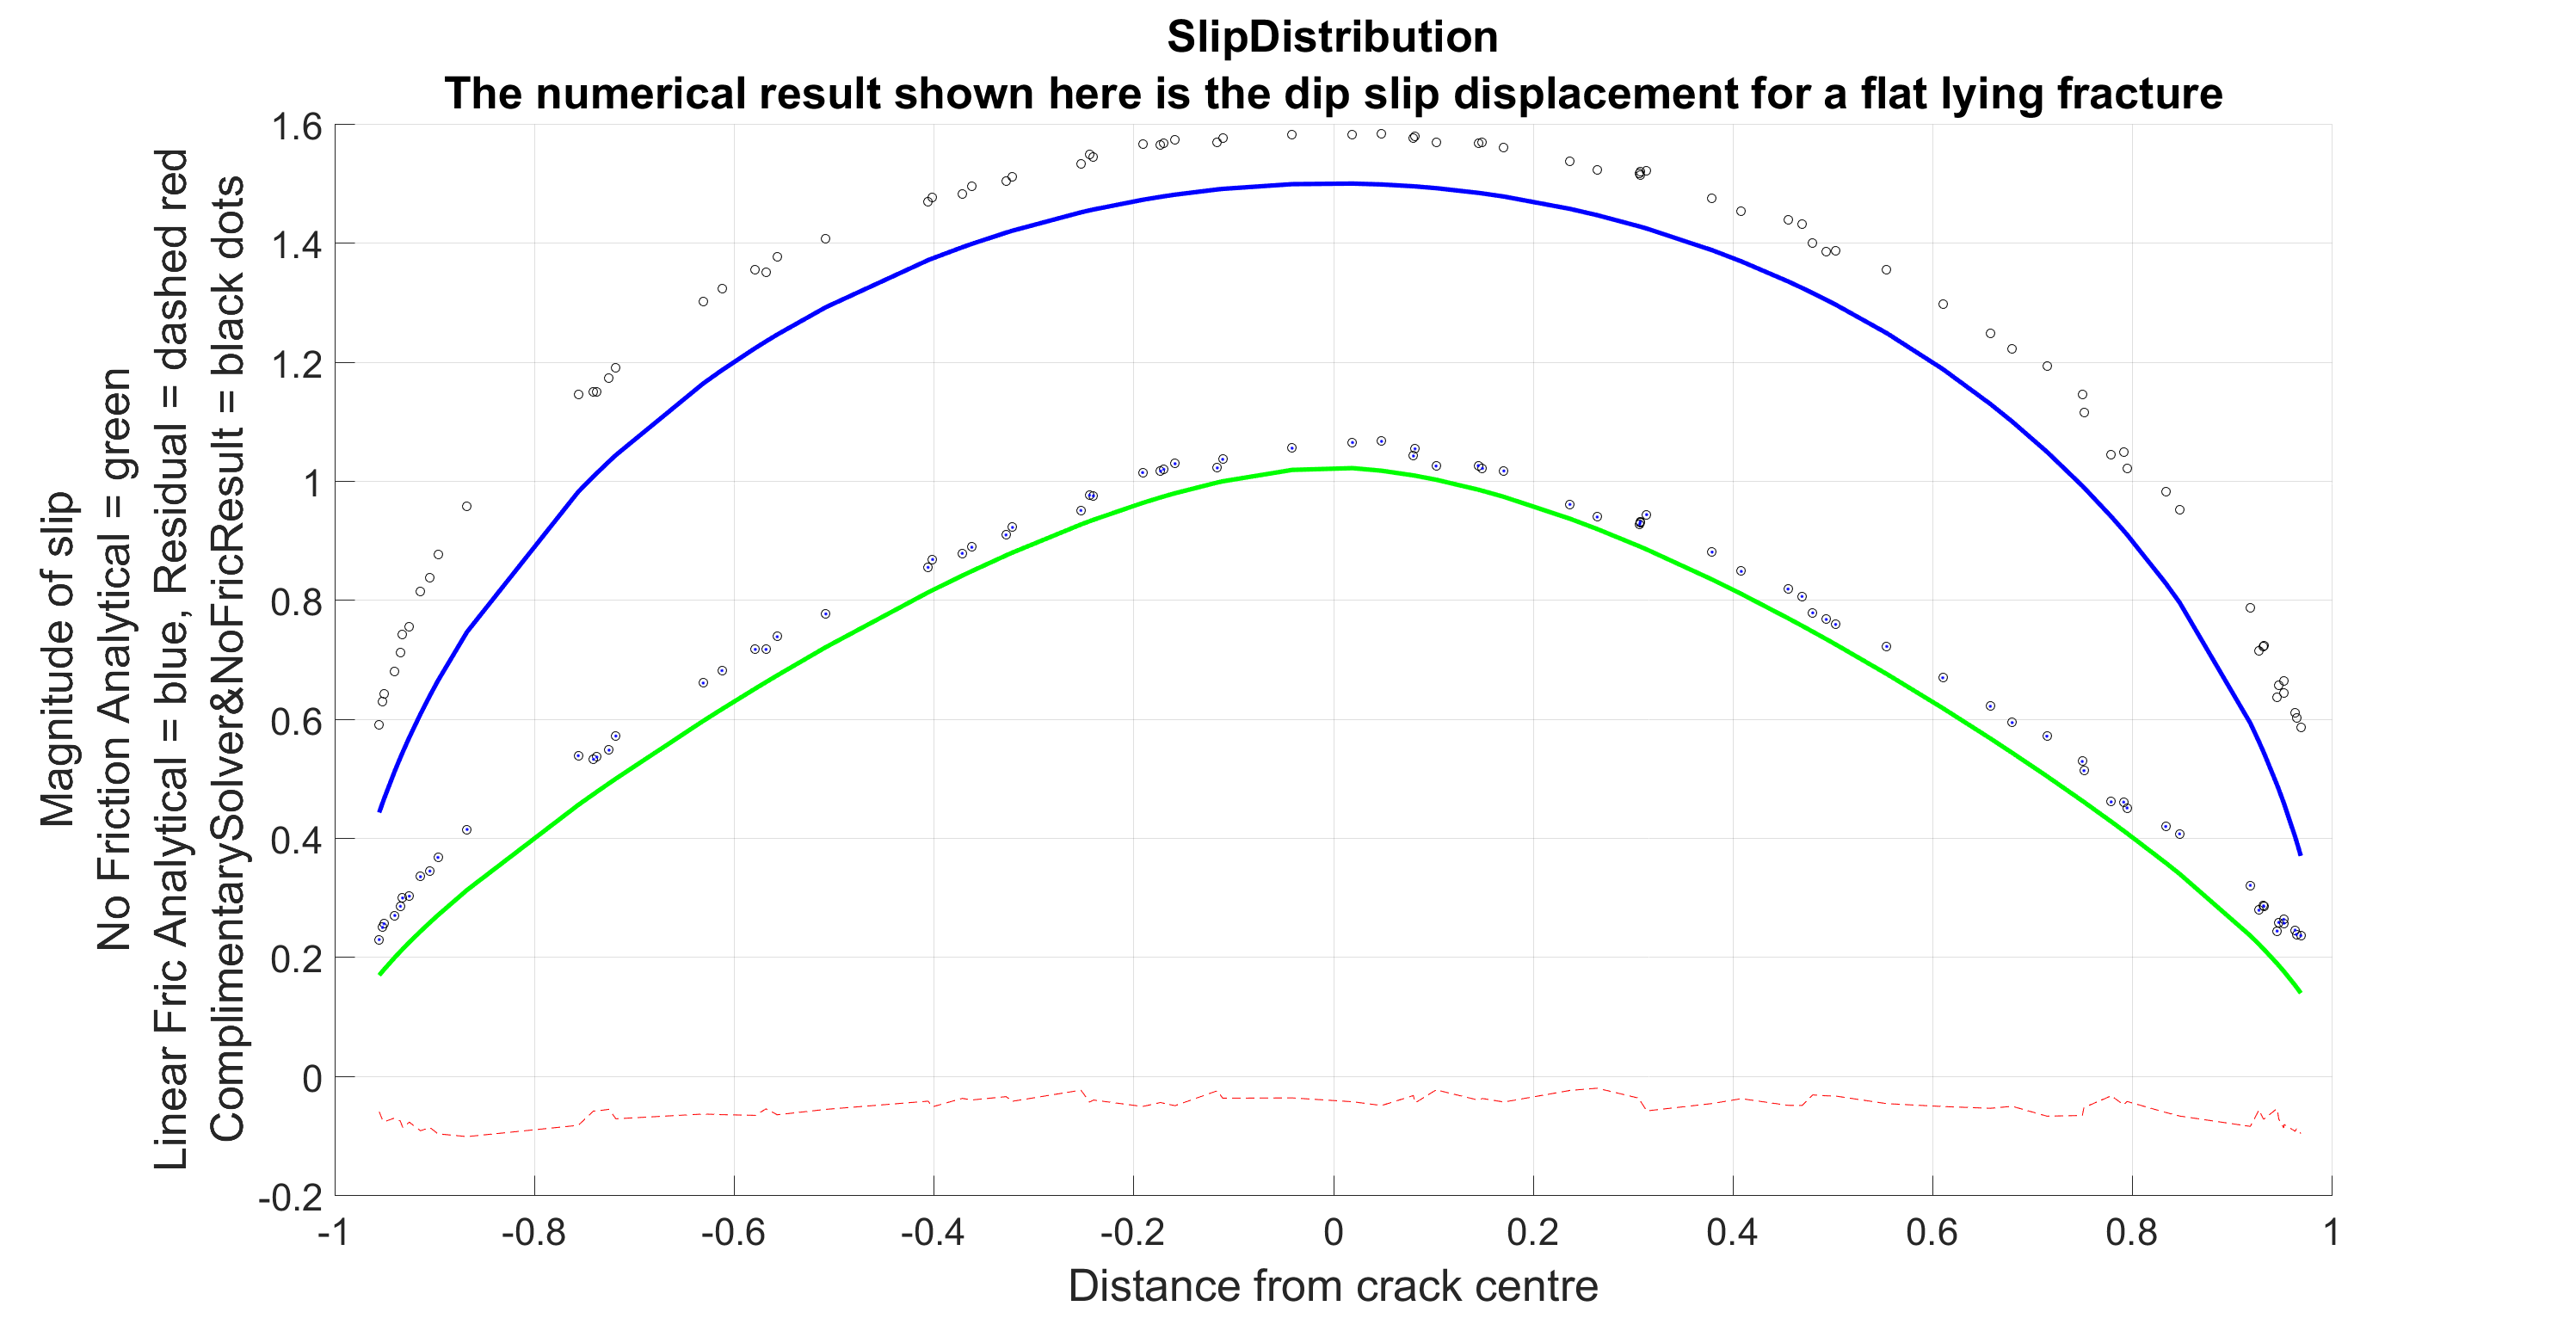 SlipDistribution
The numerical result shown here is the dip slip displacement for a flat lying fracture
Magnitude of slip
No Friction Analytical = green
Linear Fric Analytical = blue, Residual = dashed red
ComplimentarySolver&NoFricResult = black dots
1.6
1.4
1.2
1
0.8
0.6
0.4
0.2
0
-0.2
-1 -0.8 -0.6 -0.4 -0.2 0 0.2 0.4 0.6 0.8 1
Distance from crack centre